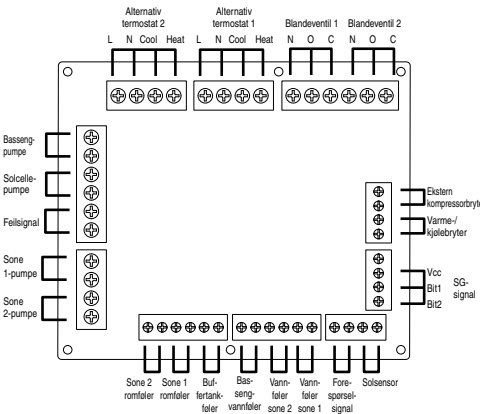 Alternativ
termostat 2
Alternativ
termostat 1
Blandeventil 1
Blandeventil 2
L N Cool Heat
L N Cool Heat
N O C
N O C
Basseng-
pumpe
Solcelle-
pumpe
Feilsignal
Sone
1-pumpe
Sone
2-pumpe
Ekstern
kompressorbryte
Varme-/
kjølebryter
Vcc
Bit1
Bit2
SG-
signal
Sone 2
romføler
Sone 1
romføler
Buf-
fertank-
føler
Bas-
seng-
vannføler
Vann-
føler
sone 2
Vann-
føler
sone 1
Fore-
spørsel-
signal
Solsensor